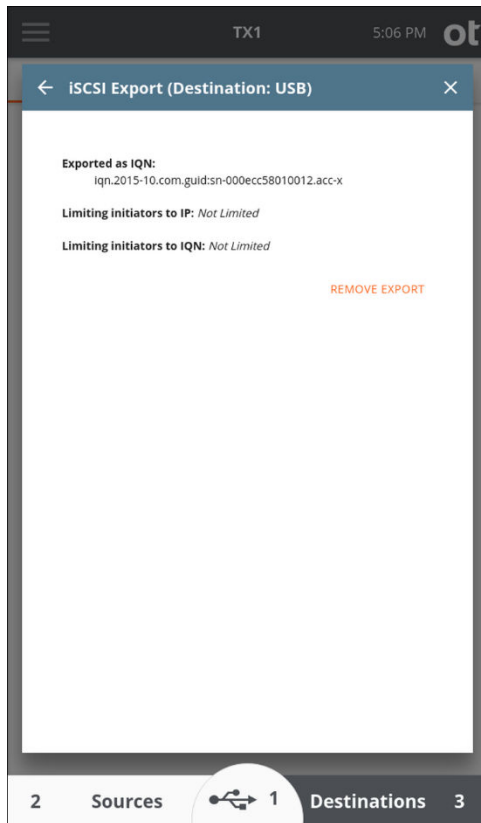 TX1 5:06 PM ot
iSCSI Export (Destination: USB)
Exported as IQN:
iqn.2015-10.com.guid:sn-000ecc58010012.acc-x
Limiting initiators to IP: Not Limited
Limiting initiators to IQN: Not Limited
REMOVE EXPORT
2 Sources 1 Destinations 3